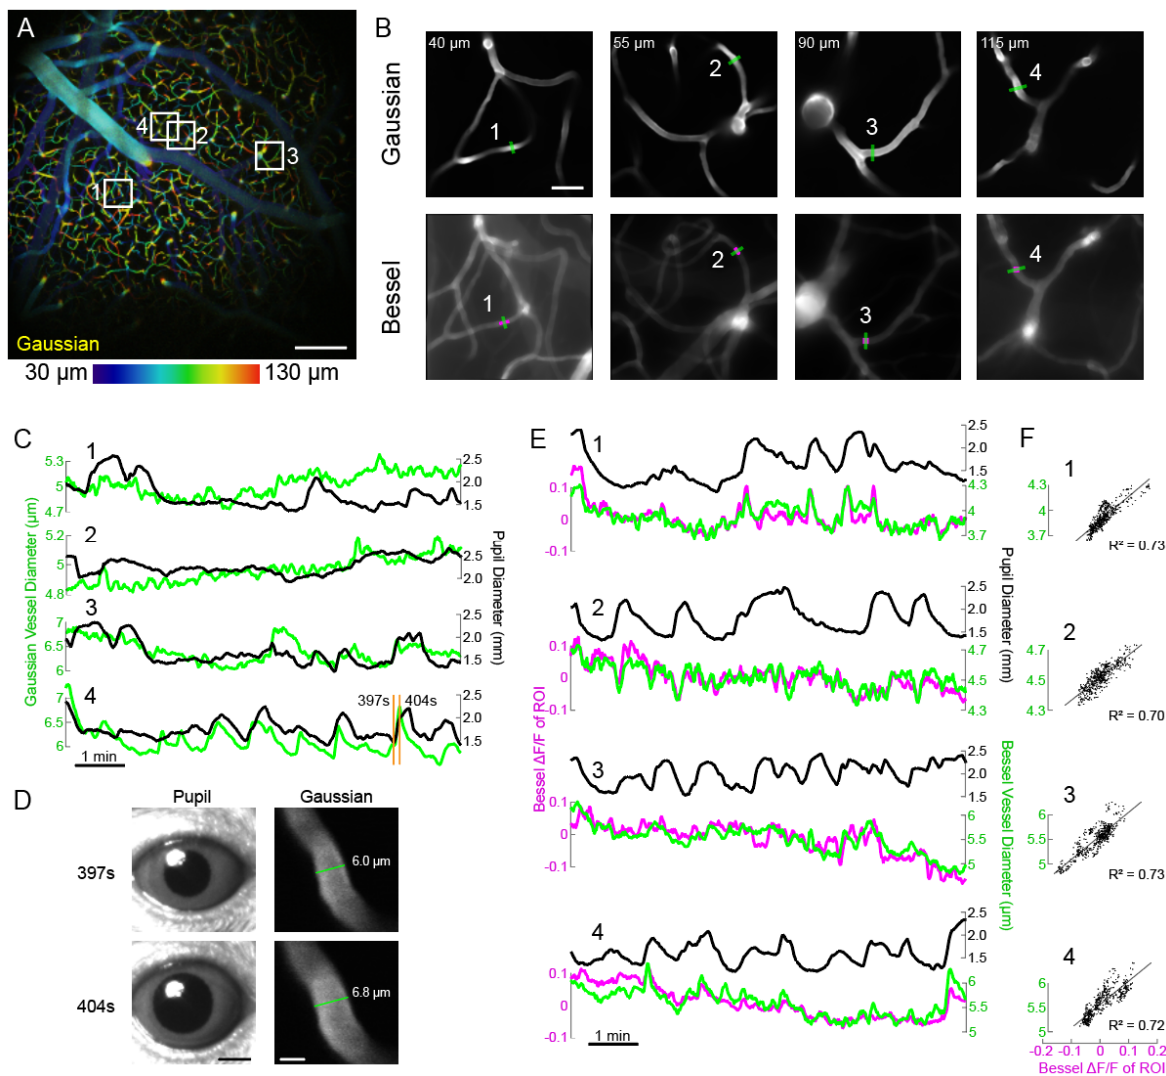 A
4
2
3
1
Gaussian
30 µm
130 µm
B
Gaussian
40 µm
1
55 µm
2
90 µm
3
115 µm
4
Bessel
1
2
3
4
C
Gaussian Vessel Diameter (µm)
Pupil Diameter (mm)
1
5.3
5
4.7
2.5
2.0
1.5
2
5.2
5
4.8
2.5
2.0
3
7
6.5
6
2.5
2.0
1.5
4
7
6.5
6
397s
404s
2.5
2.0
1.5
1 min
D
Pupil
Gaussian
397s
6.0 µm
404s
6.8 µm
E
Bessel ΔF/F of ROI
Pupil Diameter (mm)
Bessel Vessel Diameter (µm)
1
2.5
2.0
1.5
0.1
0
-0.1
4.3
4
3.7
2
2.5
2.0
1.5
0.1
0
-0.1
4.7
4.5
4.3
3
2.5
2.0
1.5
0.1
0
-0.1
6
5.5
5
4
2.5
2.0
1.5
0.1
0
-0.1
6
5.5
5
1 min
F
1
4.3
4
3.7
R² = 0.73
2
4.7
4.5
4.3
R² = 0.70
3
6
5.5
5
R² = 0.73
4
6
5.5
5
R² = 0.72
-0.2 -0.1 0 0.1 0.2
Bessel ΔF/F of ROI